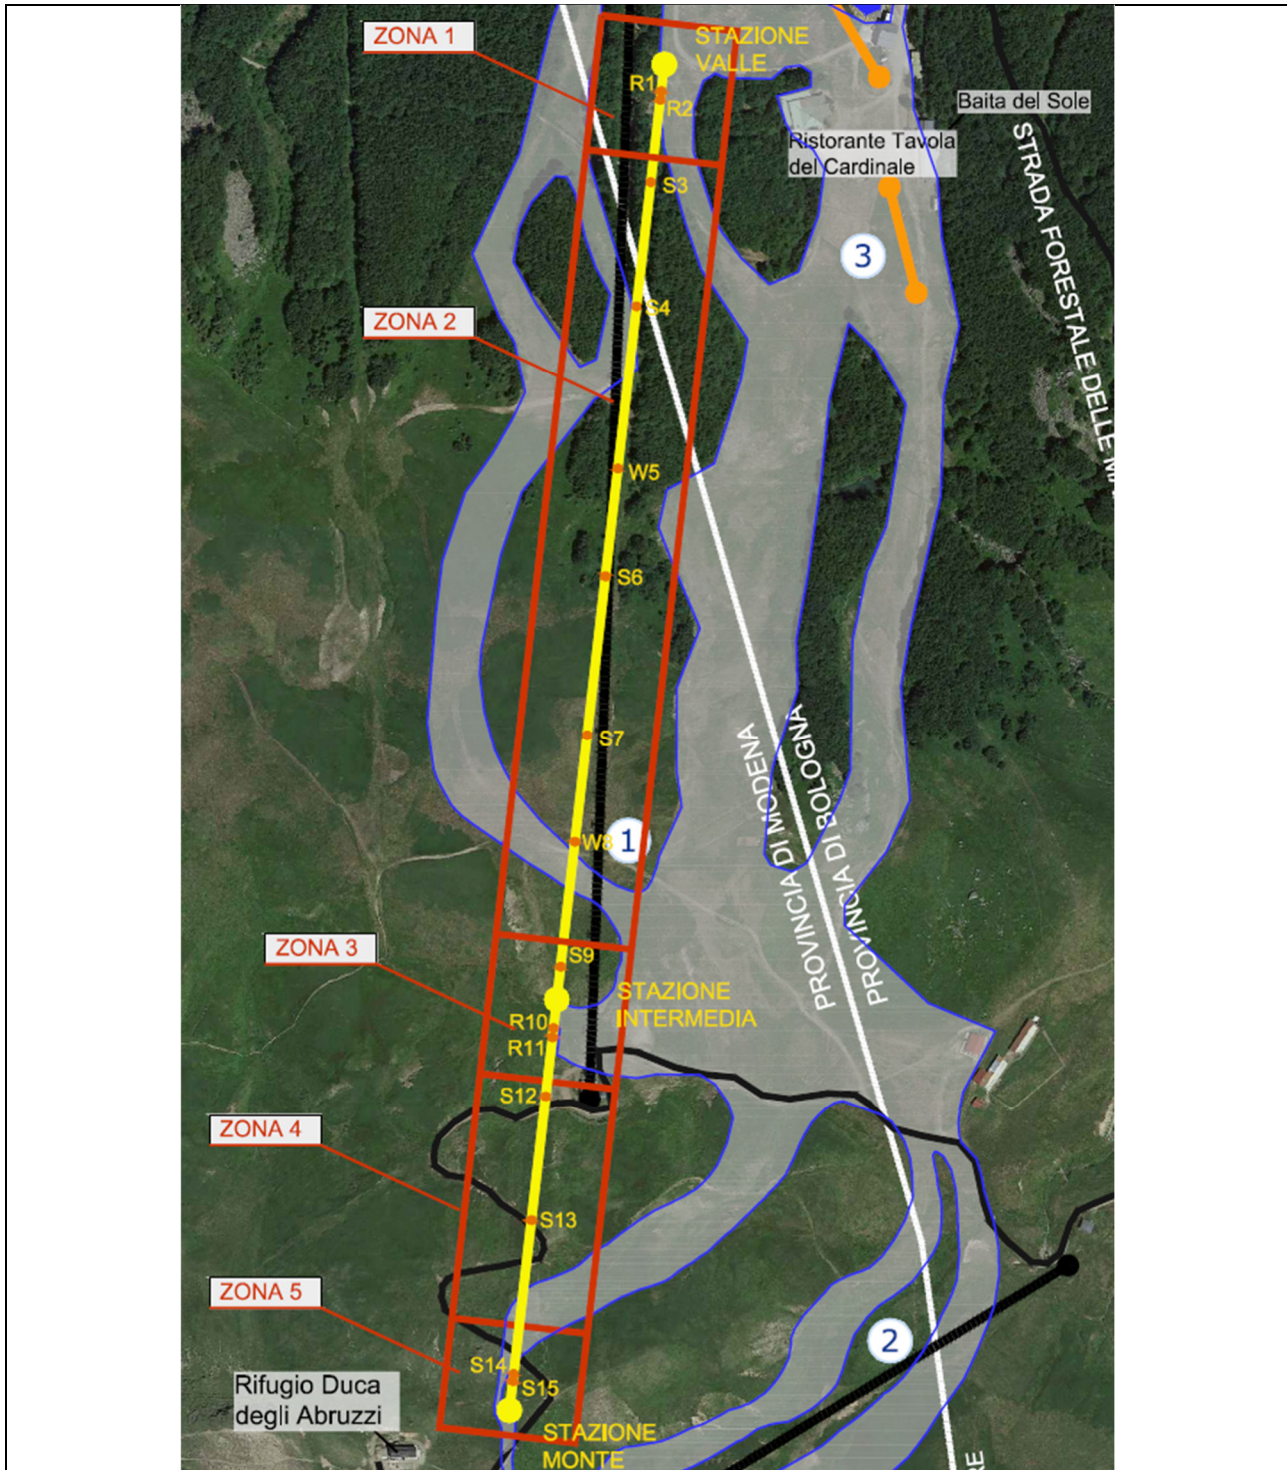 ZONA 1
STAZIONE
VALLE
R1
R2
Baita del Sole
Ristorante Tavola
del Cardinale
S3
3
S4
ZONA 2
W5
S6
S7
W8
1
PROVINCIA DI MODENA
PROVINCIA DI BOLOGNA
STRADA FORESTALE DELLE
ZONA 3
S9
STAZIONE
INTERMEDIA
R10
R11
S12
ZONA 4
S13
ZONA 5
2
S14
S15
Rifugio Duca
degli Abruzzi
STAZIONE
MONTE